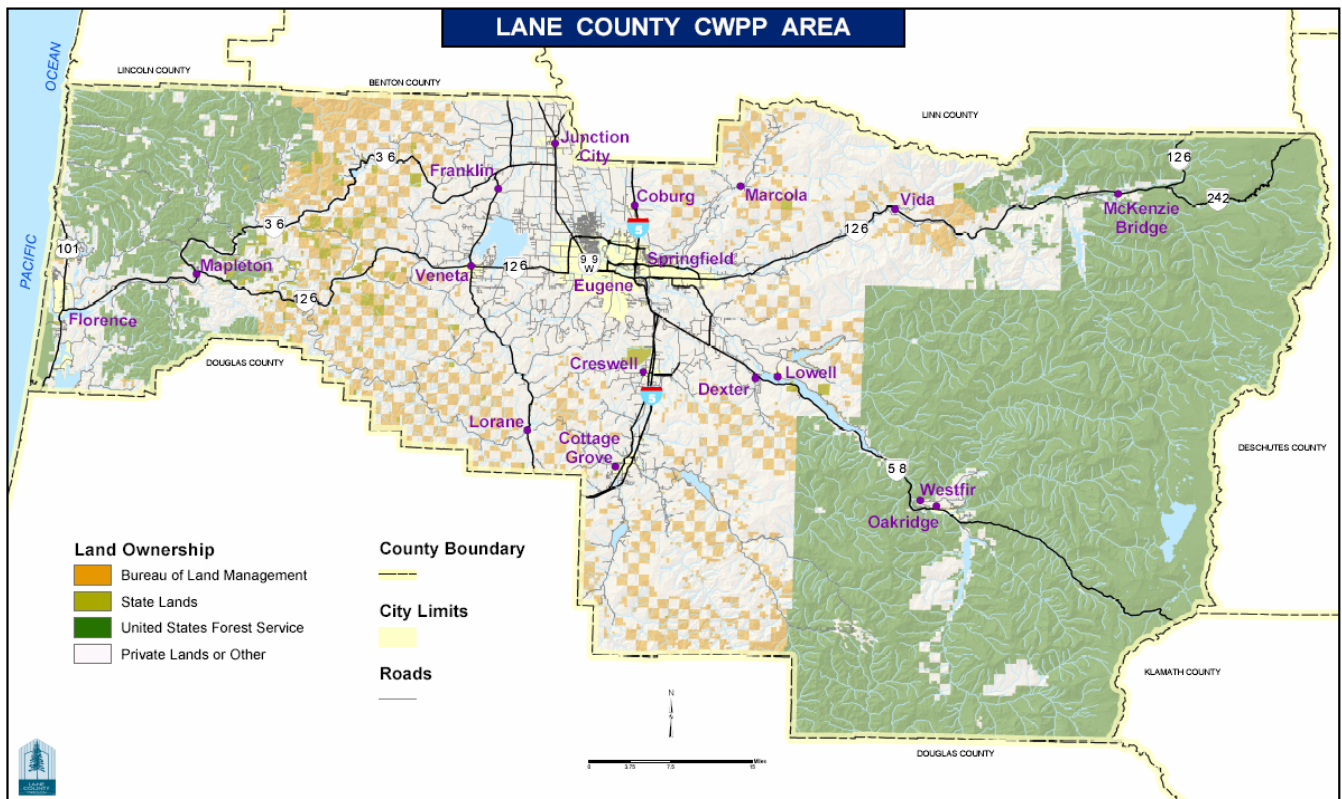 LANE COUNTY CWPP AREA
PACIFIC
OCEAN
LINCOLN COUNTY
BENTON COUNTY
LINN COUNTY
DOUGLAS COUNTY
DESCHUTES COUNTY
KLAMATH COUNTY
DOUGLAS COUNTY
Junction
City
Franklin
36
Coburg
Marcola
Vida
126
McKenzie
Bridge
242
36
101
5
126
Mapleton
Veneta
126
99
W
Springfield
Eugene
126
Florence
Creswell
5
Dexter
Lowell
Lorane
Cottage
Grove
58
Westfir
Oakridge
Land Ownership
Bureau of Land Management
State Lands
United States Forest Service
Private Lands or Other
County Boundary
City Limits
Roads
N
0 3.75 7.5 15 Miles
LANE
COUNTY